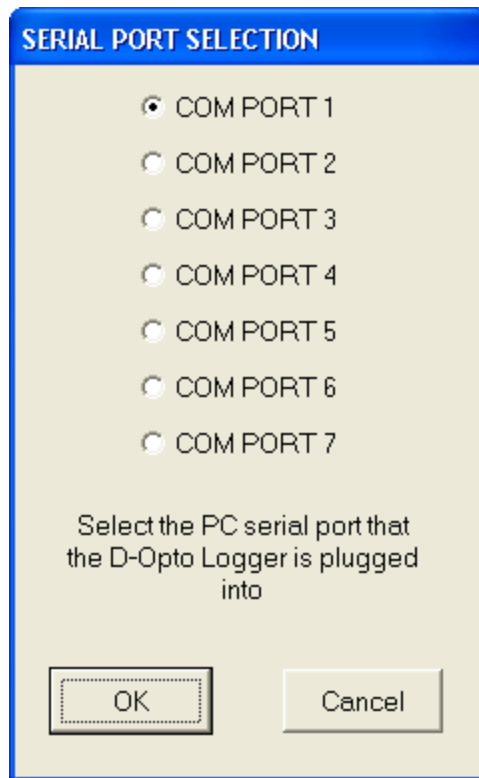 SERIAL PORT SELECTION
COM PORT 1
COM PORT 2
COM PORT 3
COM PORT 4
COM PORT 5
COM PORT 6
COM PORT 7
Select the PC serial port that
the D-Opto Logger is plugged
into
OK
Cancel